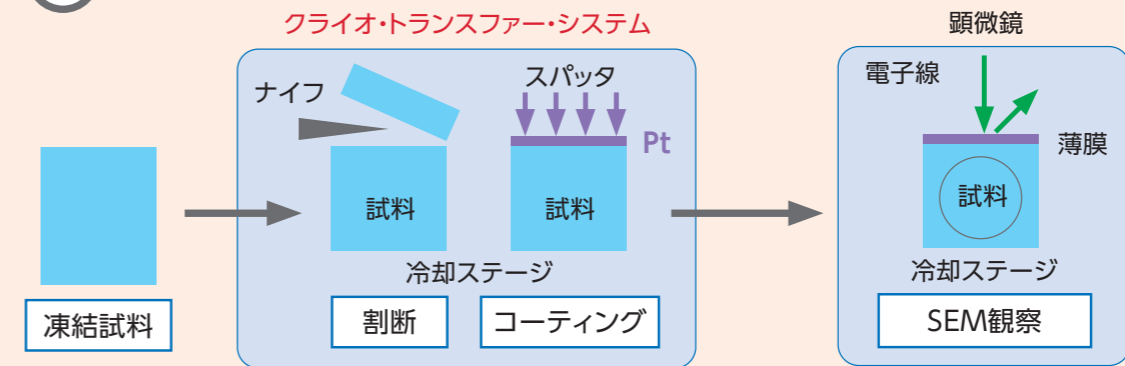 クライオ・トランスファー・システム
顕微鏡
ナイフ
スパッタ
Pt
試料
試料
冷却ステージ
電子線
薄膜
試料
冷却ステージ
凍結試料
割断
コーティング
SEM観察